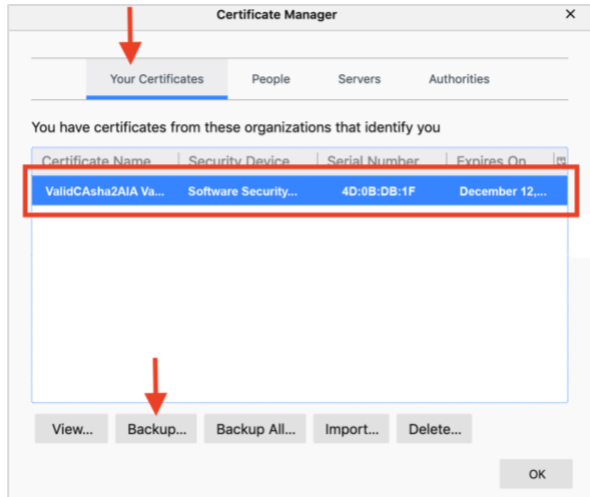 Certificate Manager
Your Certificates People Servers Authorities
You have certificates from these organizations that identify you
Certificate Name Security Device Serial Number Expires On
ValidCAsha2AIA Va... Software Security... 4D:0B:DB:1F December 12,...
View... Backup... Backup All... Import... Delete...
OK